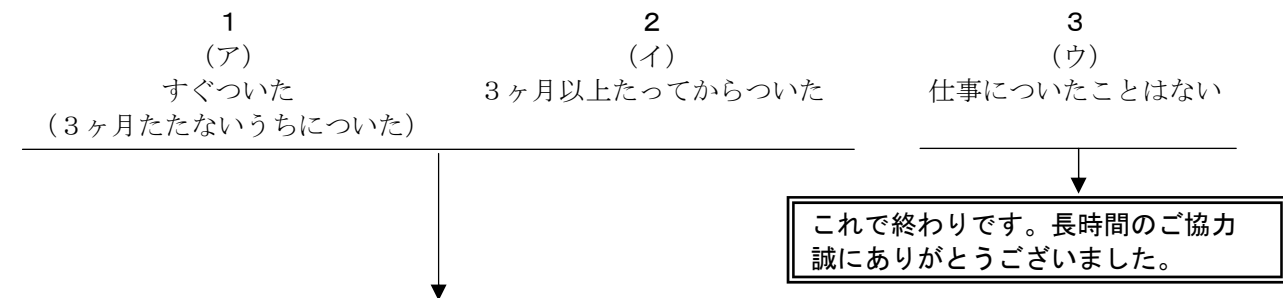 1 2 3
（ア） （イ） （ウ）
すぐついた ３ヶ月以上たってからついた 仕事についたことはない
（３ヶ月たたないうちについた）
これで終わりです。長時間のご協力
誠にありがとうございました。